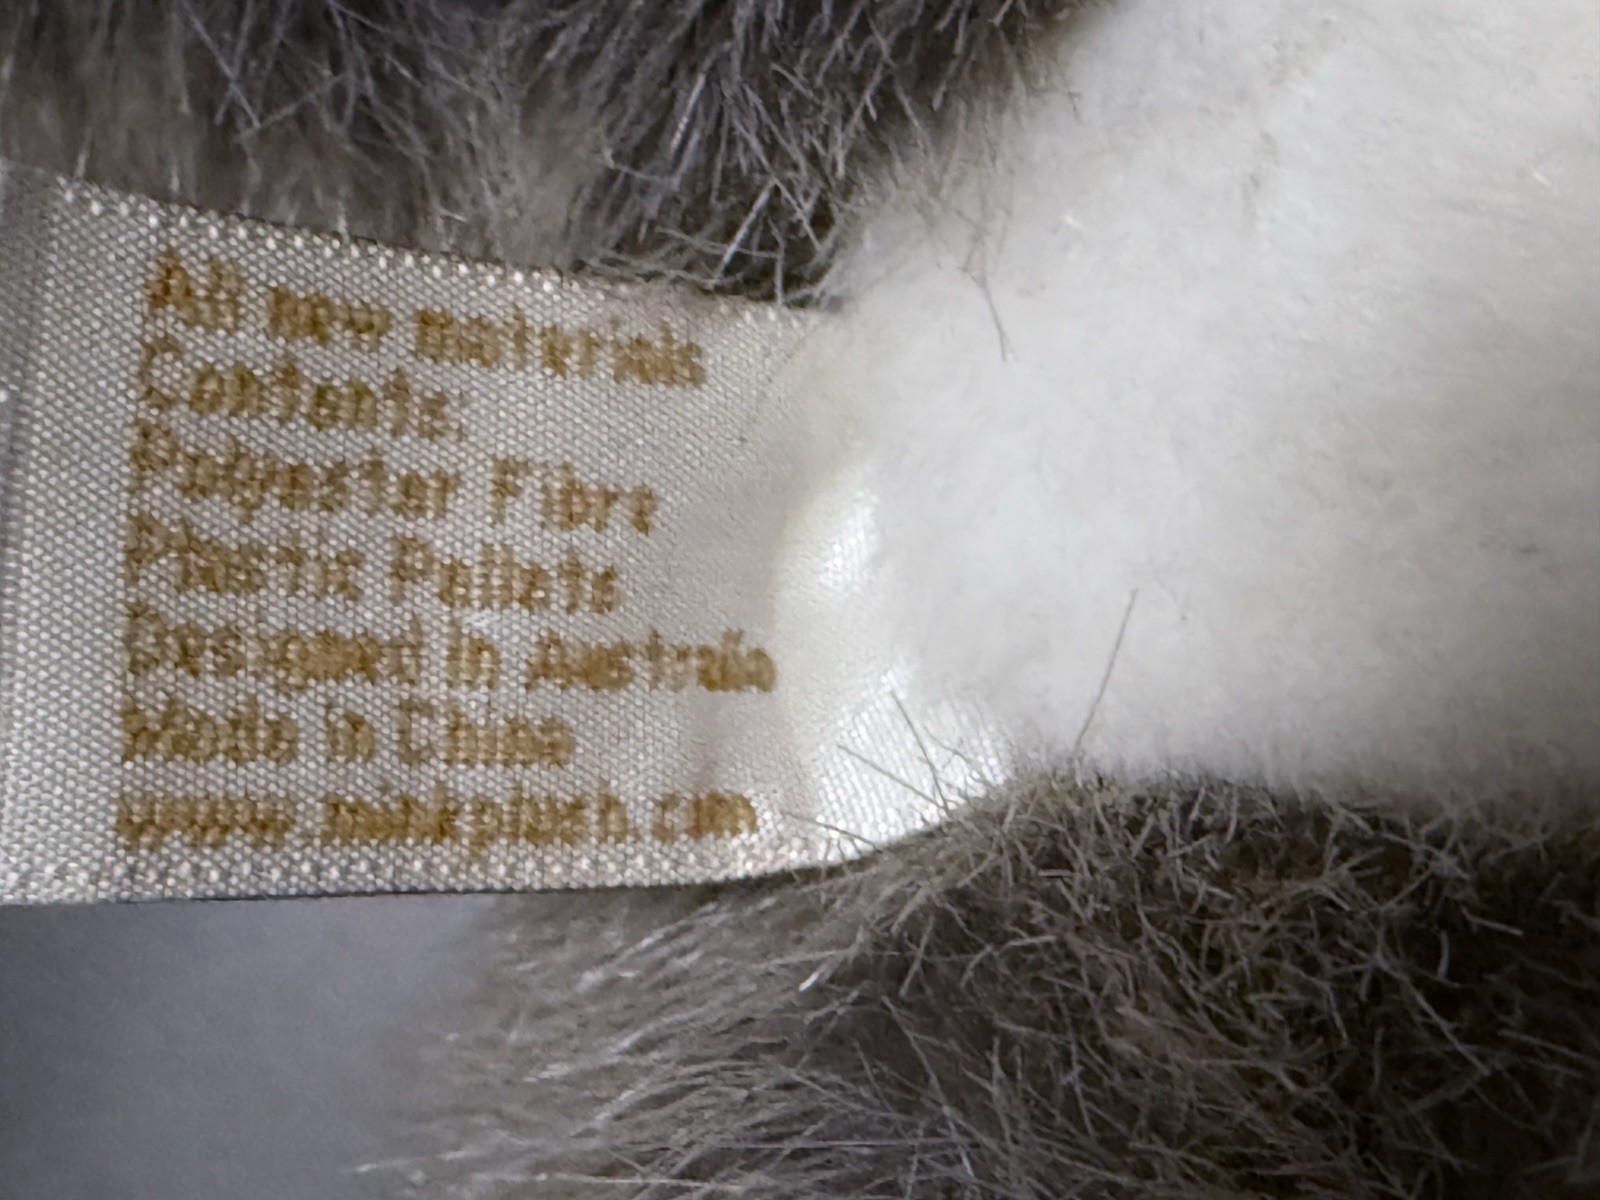 All new materials
Contents:
Polyester Fibre
Plastic Pellets
Designed in Australia
Made in China
www.minkplush.com